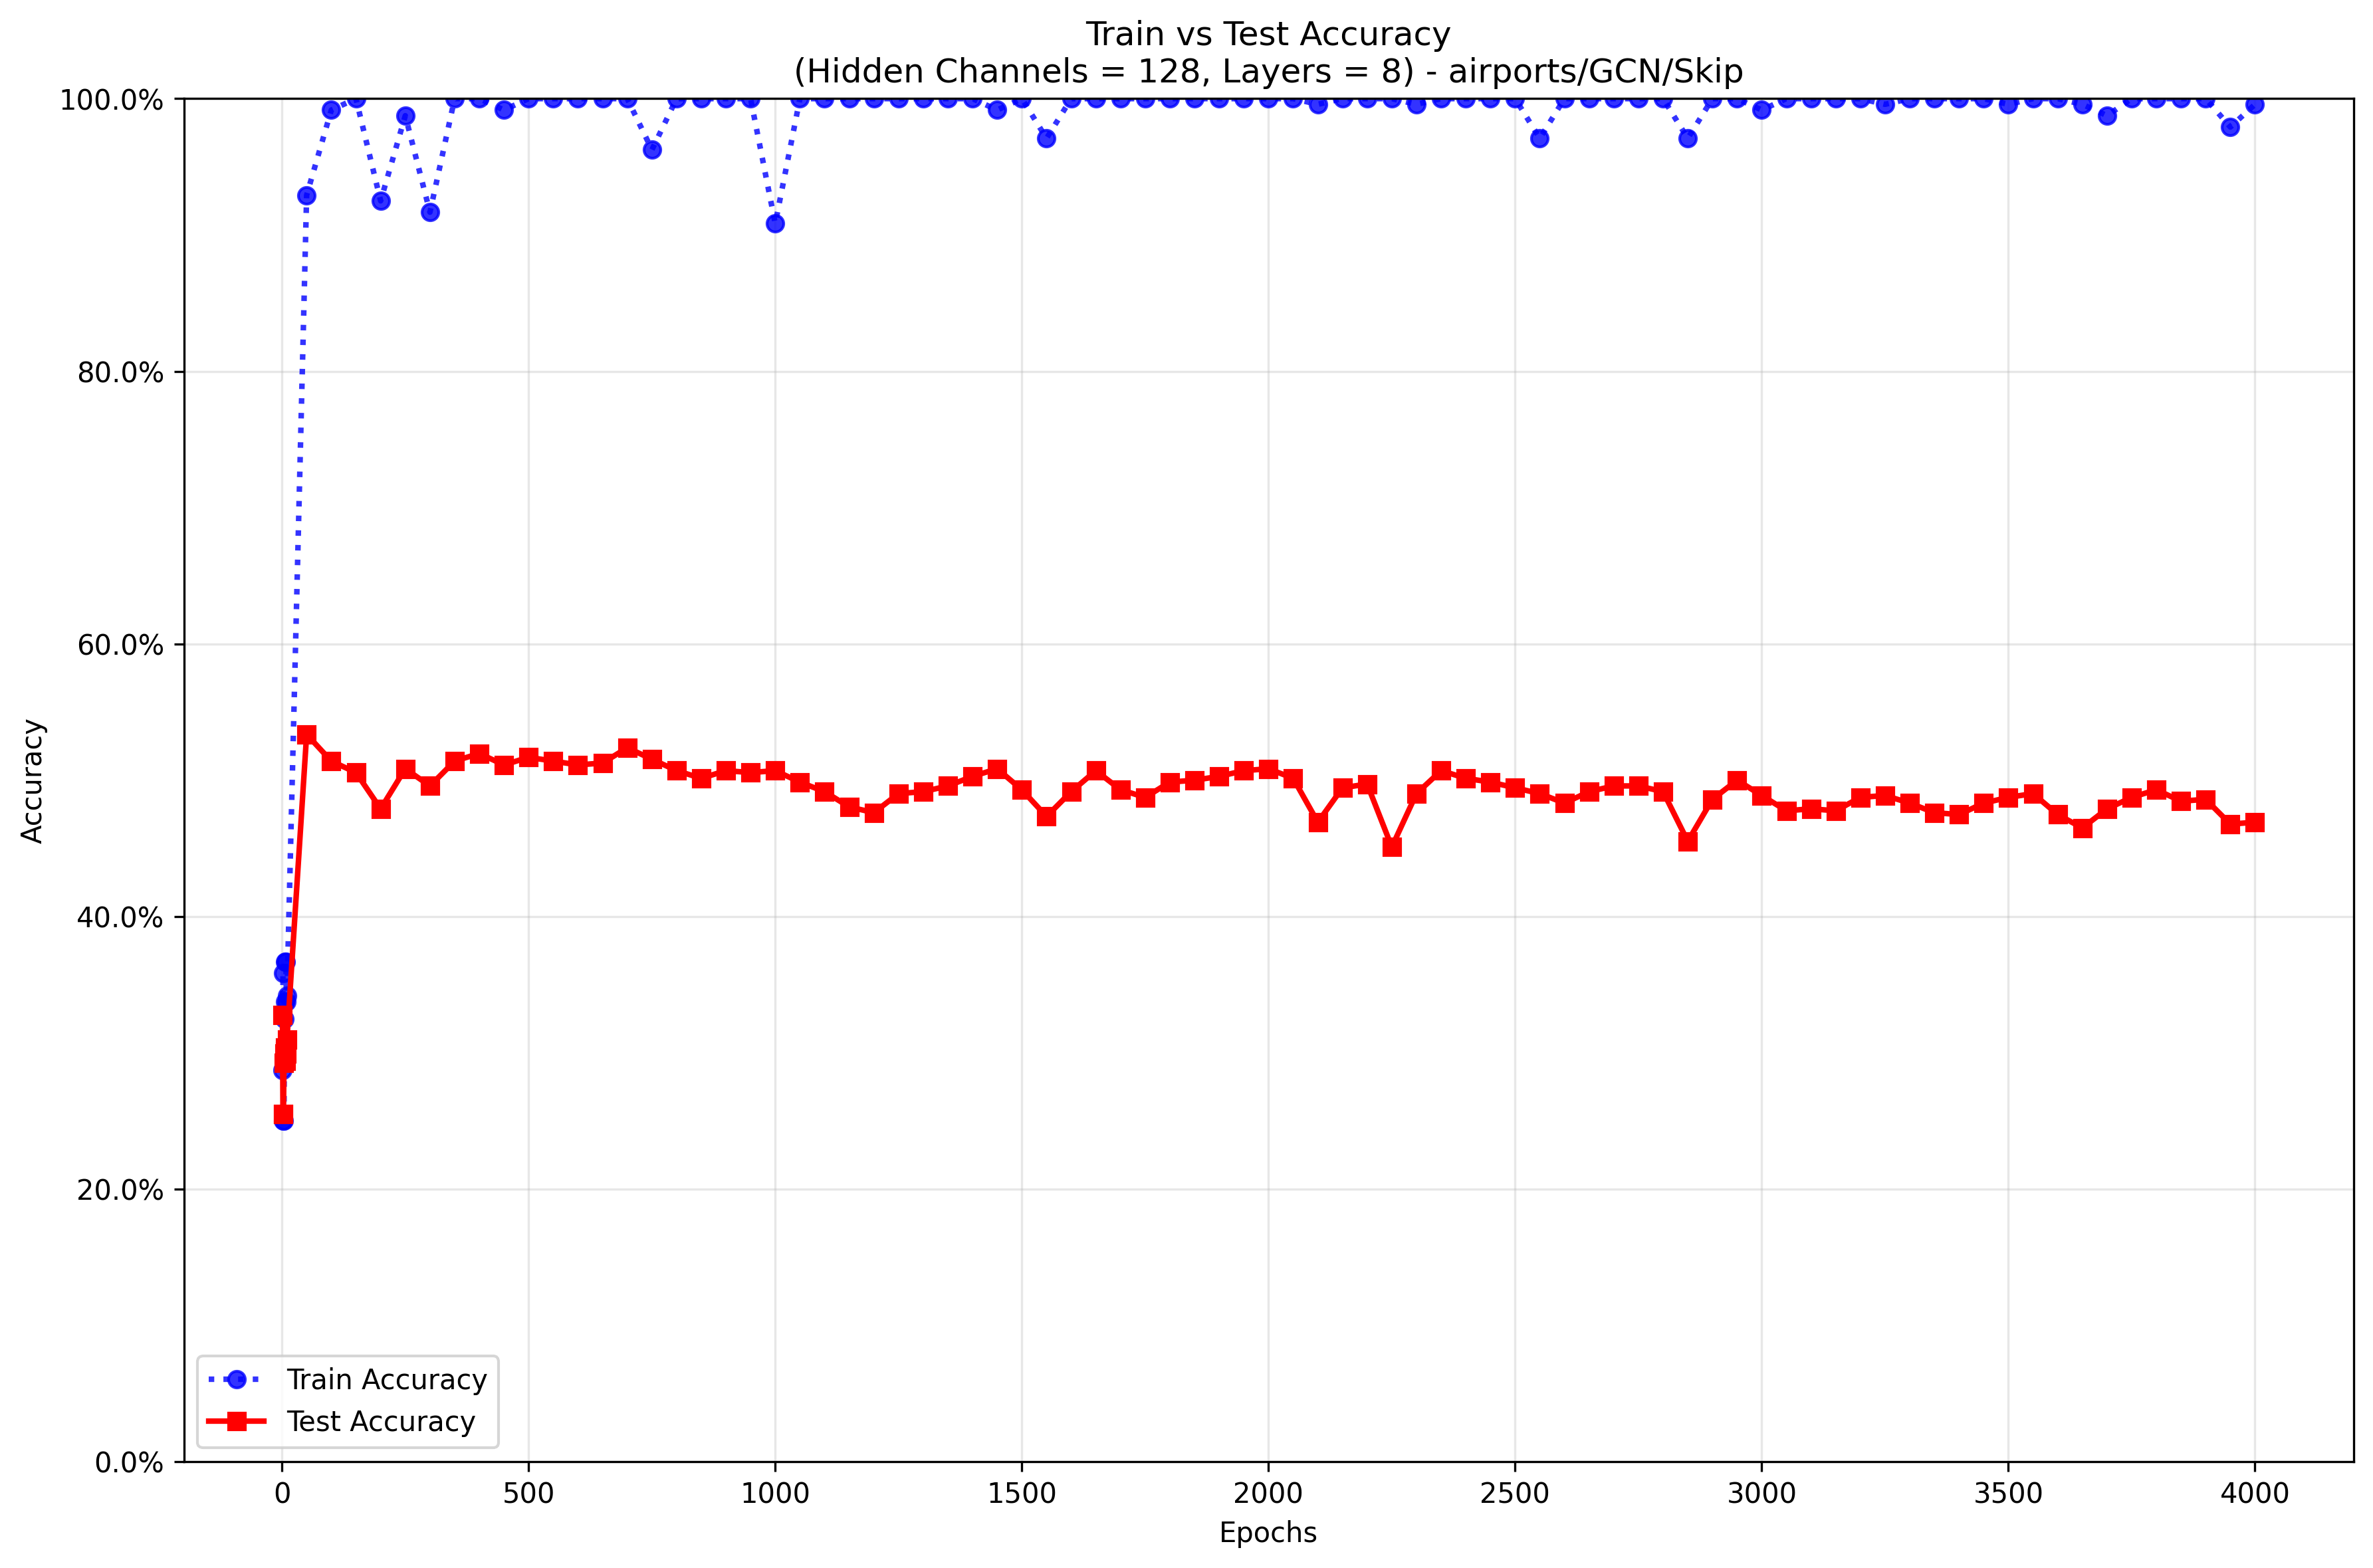 Train vs Test Accuracy
(Hidden Channels = 128, Layers = 8) - airports/GCN/Skip
100.0%
80.0%
60.0%
40.0%
20.0%
0.0%
Accuracy
Train Accuracy
Test Accuracy
0 500 1000 1500 2000 2500 3000 3500 4000
Epochs